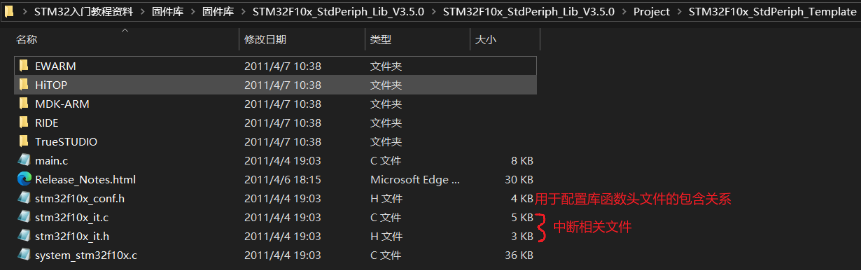 STM32入门教程资料 > 固件库 > 固件库 > STM32F10x_StdPeriph_Lib_V3.5.0 > STM32F10x_StdPeriph_Lib_V3.5.0 > Project > STM32F10x_StdPeriph_Template
名称 修改日期 类型 大小
EWARM 2011/4/7 10:38 文件夹
HiTOP 2011/4/7 10:38 文件夹
MDK-ARM 2011/4/7 10:38 文件夹
RIDE 2011/4/7 10:38 文件夹
TrueSTUDIO 2011/4/7 10:38 文件夹
main.c 2011/4/4 19:03 C 文件 8 KB
Release_Notes.html 2011/4/6 18:15 Microsoft Edge ... 30 KB
stm32f10x_conf.h 2011/4/4 19:03 H 文件 4 KB 用于配置库函数头文件的包含关系
stm32f10x_it.c 2011/4/4 19:03 C 文件 5 KB
中断相关文件
stm32f10x_it.h 2011/4/4 19:03 H 文件 3 KB
system_stm32f10x.c 2011/4/4 19:03 C 文件 36 KB